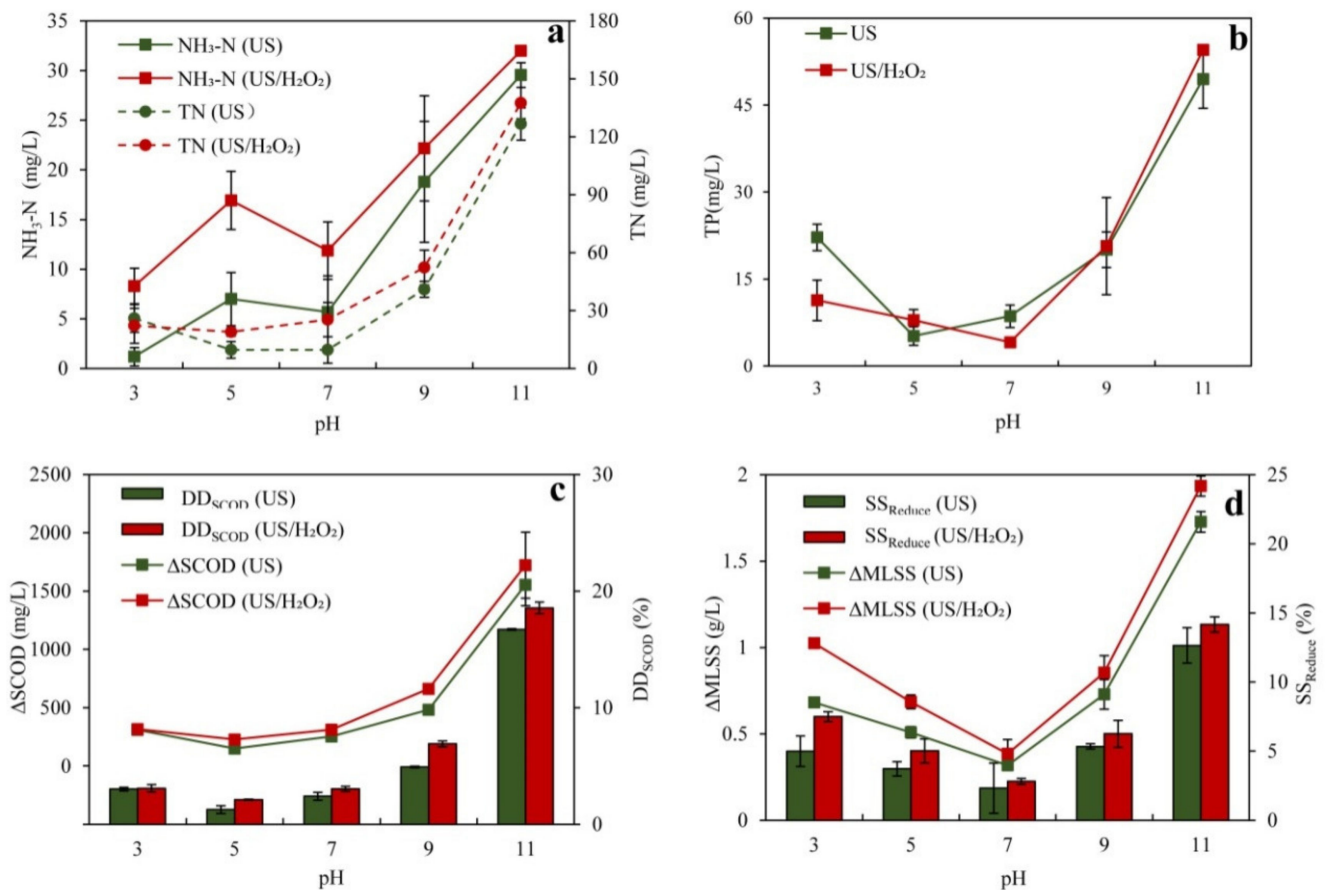 a
NH₃-N (US)
NH₃-N (US/H₂O₂)
TN (US）
TN (US/H₂O₂)
35
30
25
20
15
10
5
0
NH₃-N (mg/L)
180
150
120
90
60
30
0
TN (mg/L)
3 5 7 9 11
pH
b
US
US/H₂O₂
60
45
30
15
0
TP(mg/L)
3 5 7 9 11
pH
c
DD_SCOD (US)
DD_SCOD (US/H₂O₂)
ΔSCOD (US)
ΔSCOD (US/H₂O₂)
2500
2000
1500
1000
500
0
ΔSCOD (mg/L)
30
20
10
0
DD_SCOD (%)
3 5 7 9 11
pH
d
SS_Reduce (US)
SS_Reduce (US/H₂O₂)
ΔMLSS (US)
ΔMLSS (US/H₂O₂)
2
1.5
1
0.5
0
ΔMLSS (g/L)
25
20
15
10
5
0
SS_Reduce (%)
3 5 7 9 11
pH